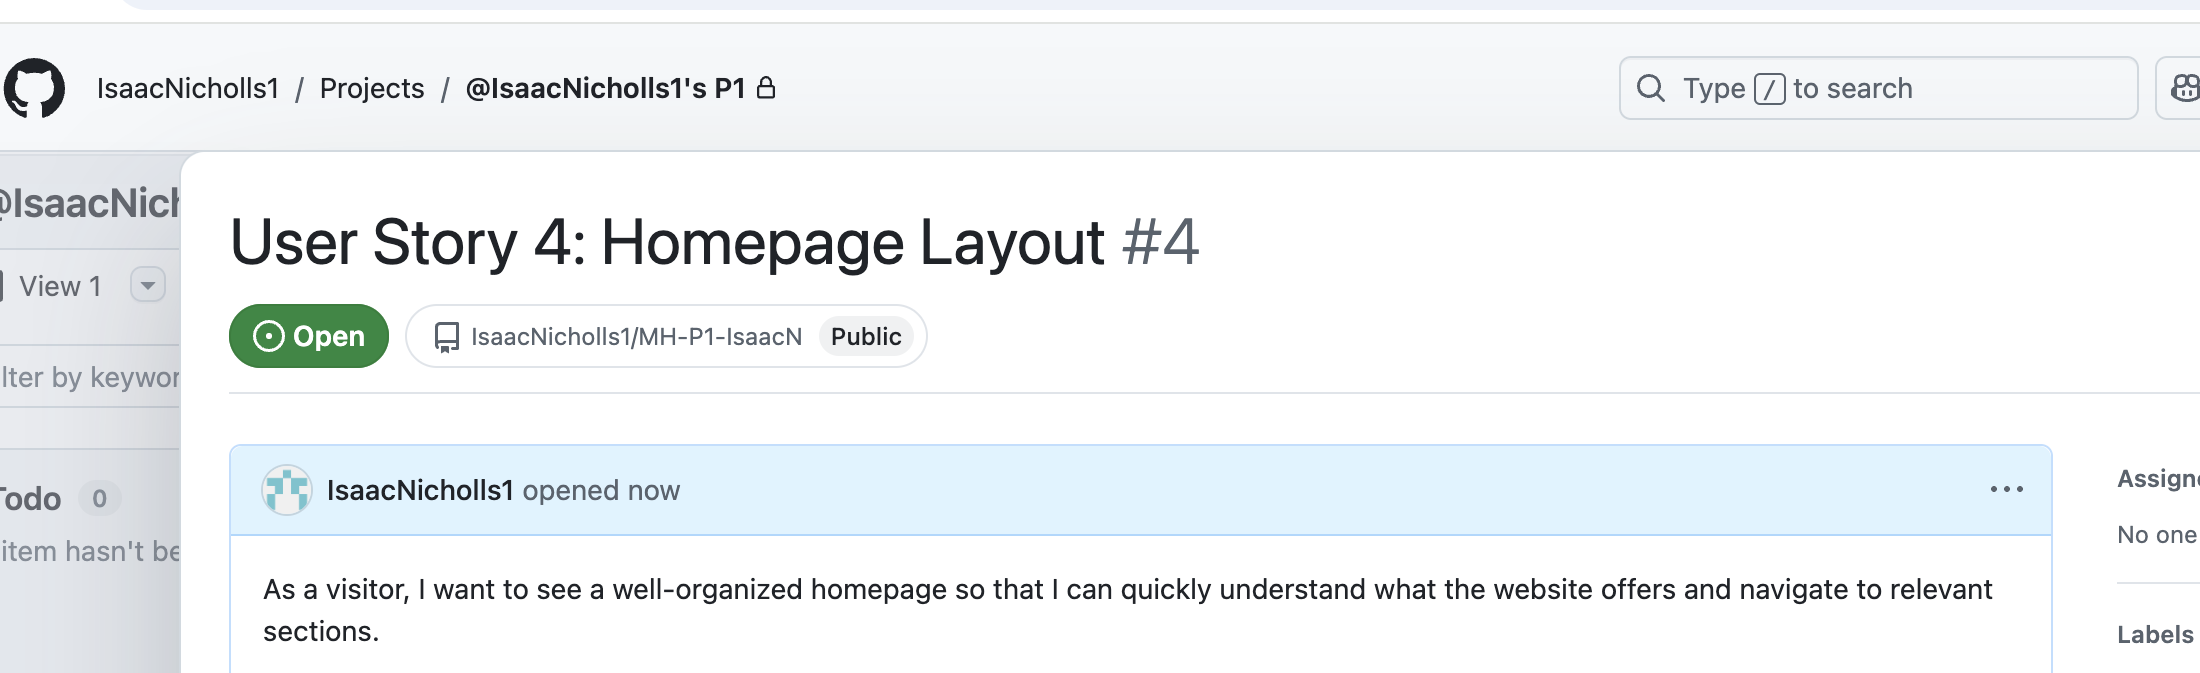 IsaacNicholls1 / Projects / @IsaacNicholls1's P1
Type / to search
@IsaacNich
View 1
User Story 4: Homepage Layout #4
Open
IsaacNicholls1/MH-P1-IsaacN Public
lter by keywor
Todo 0
item hasn't be
IsaacNicholls1 opened now
As a visitor, I want to see a well-organized homepage so that I can quickly understand what the website offers and navigate to relevant
sections.
Assigne
No one
Labels